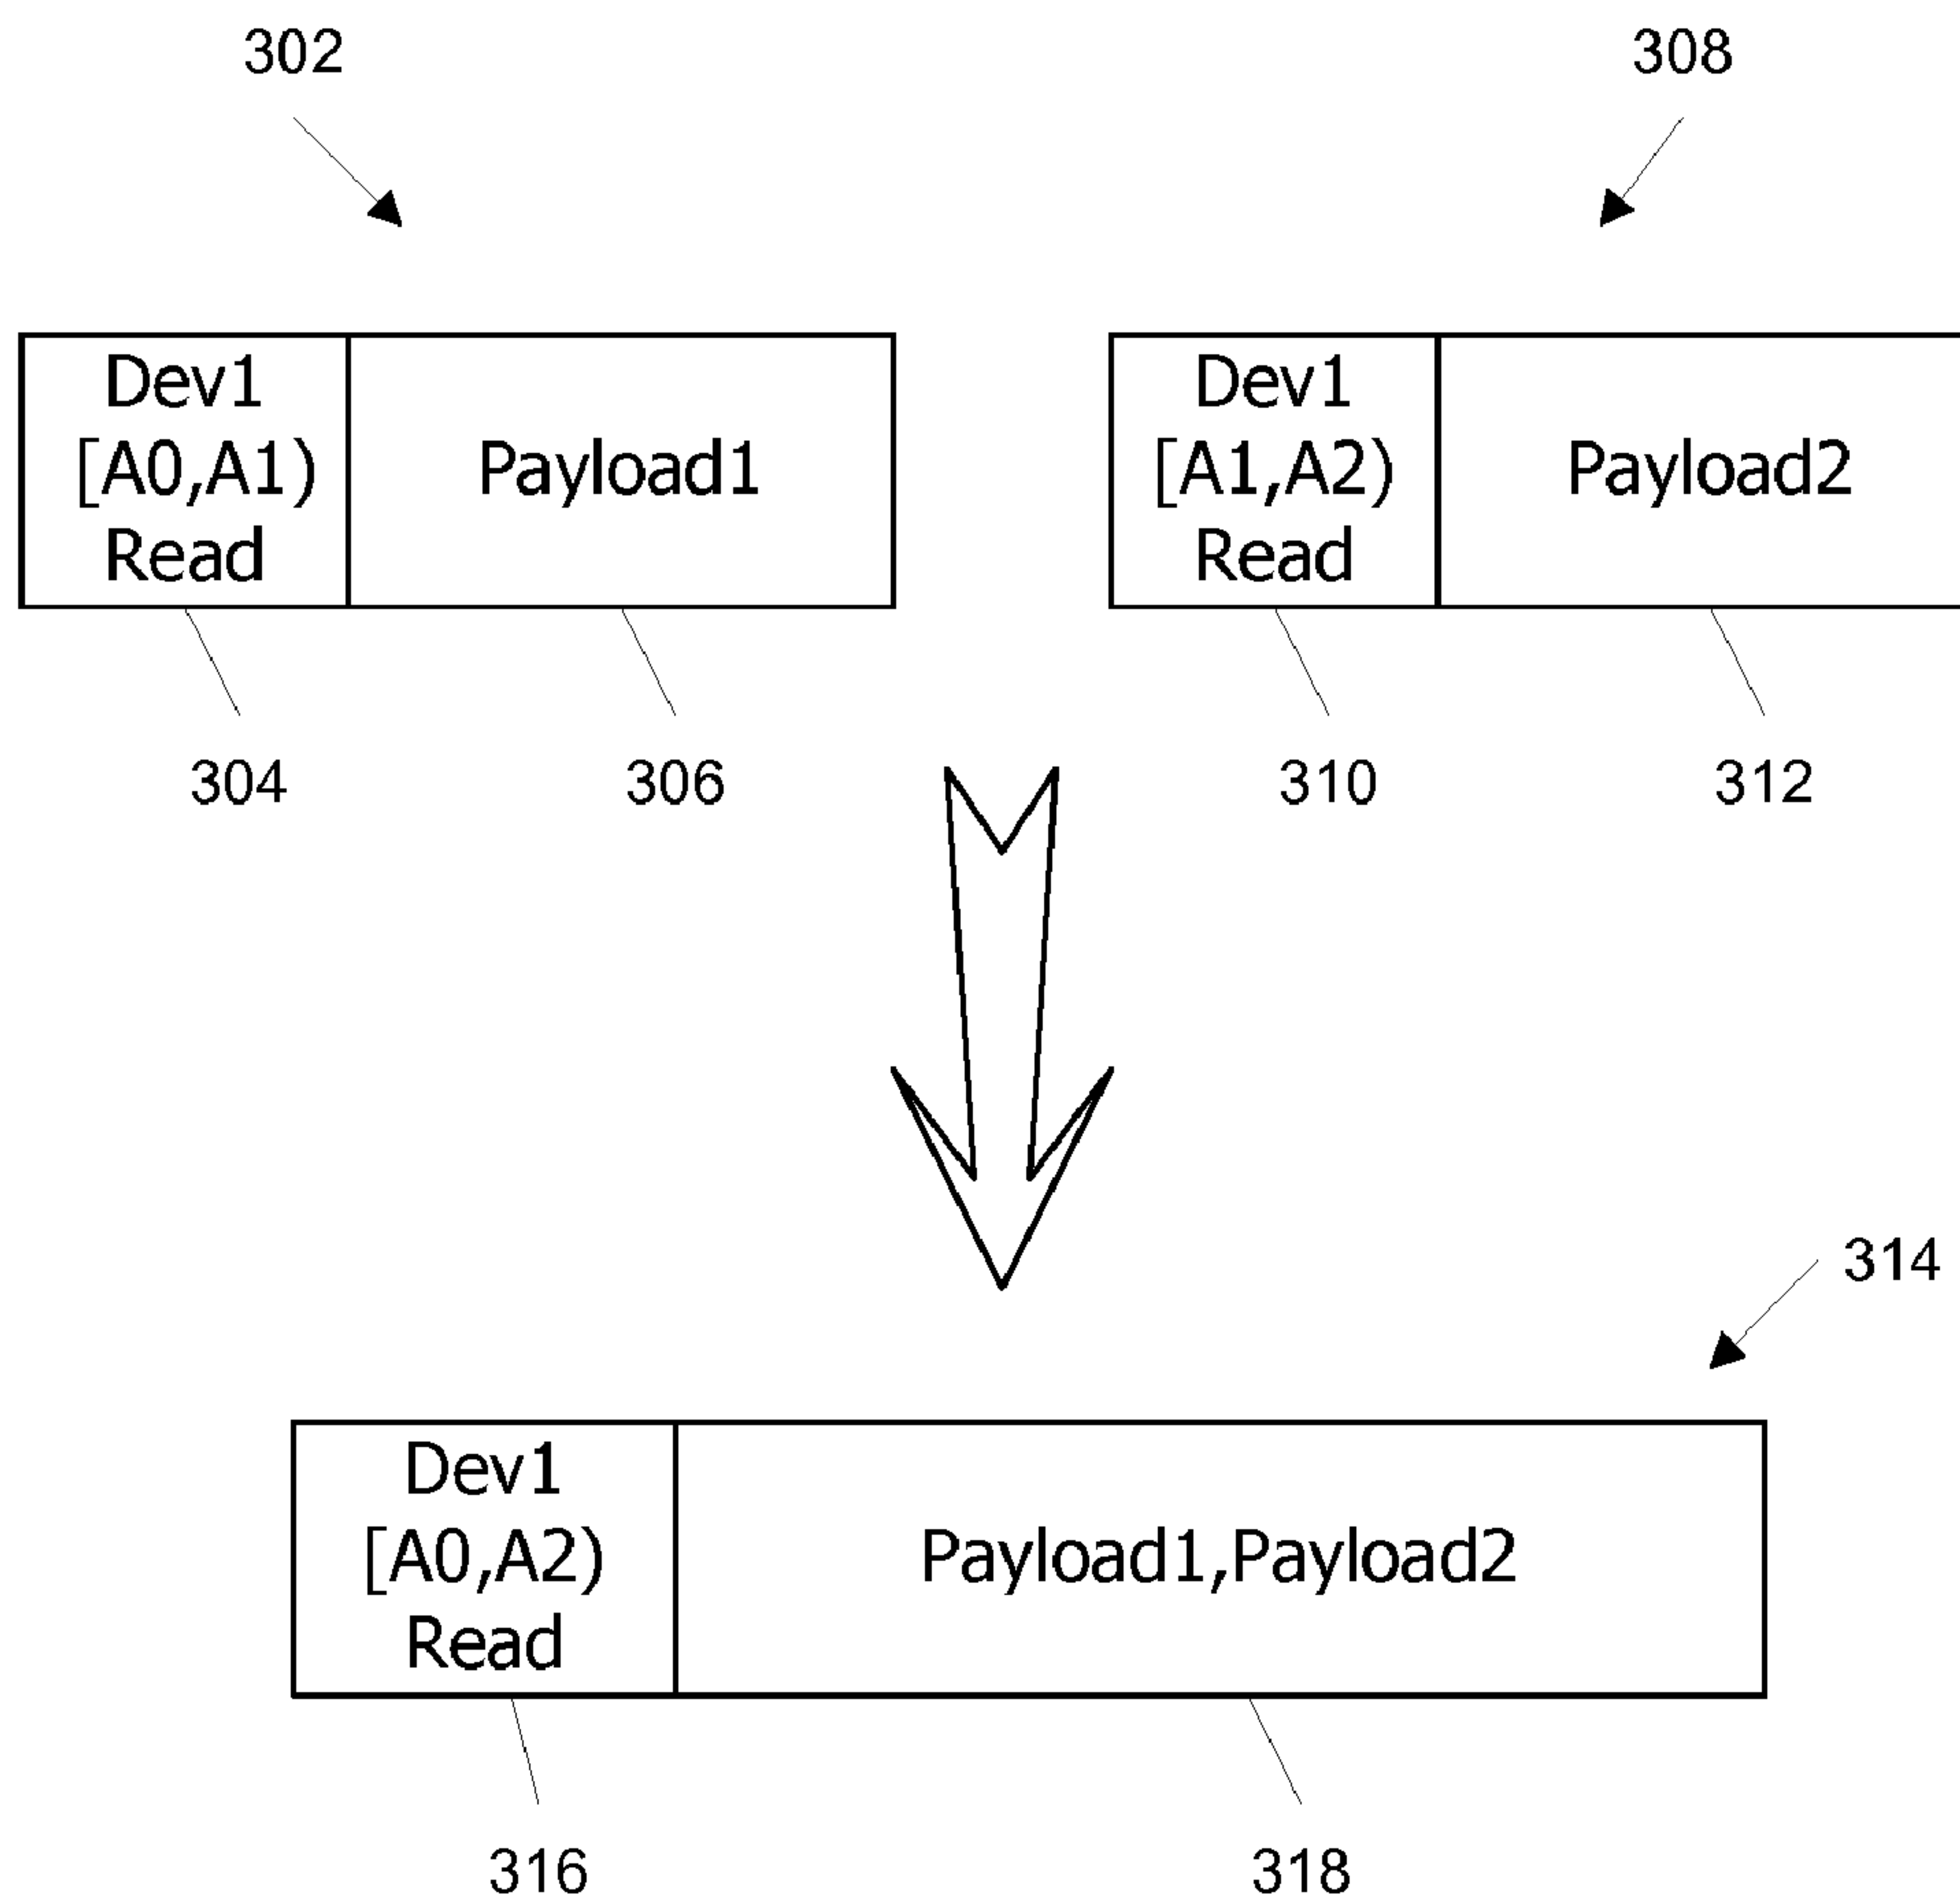 302
308
Dev1
[A0,A1)
Read
Payload1
Dev1
[A1,A2)
Read
Payload2
304
306
310
312
314
Dev1
[A0,A2)
Read
Payload1,Payload2
316
318